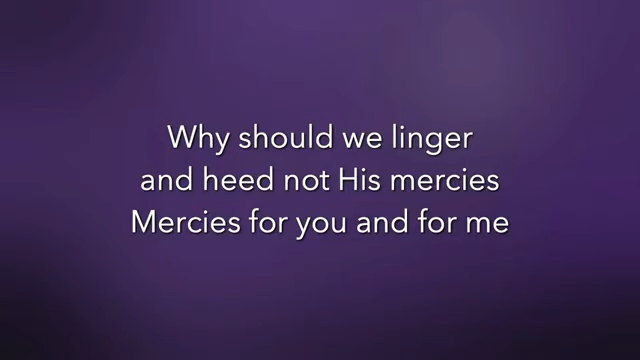 Why should we linger
and heed not His mercies
Mercies for you and for me